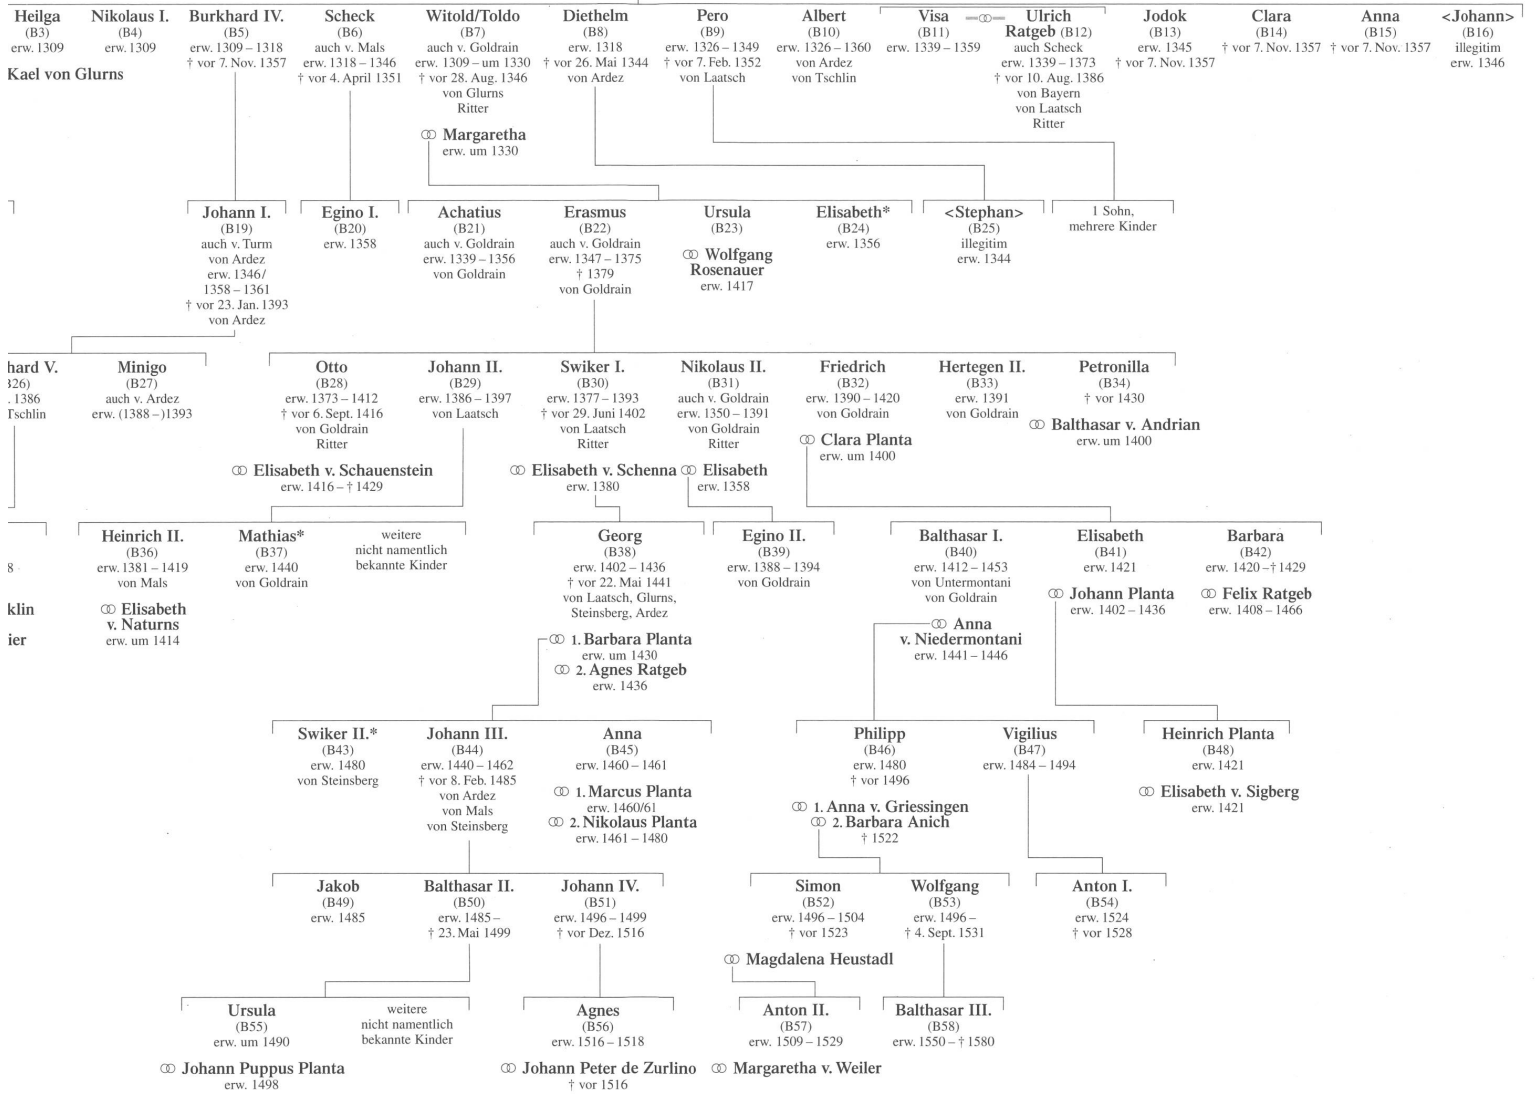 Heilga
(B3)
erw. 1309
Kael von Glurns
Nikolaus I.
(B4)
erw. 1309
Burkhard IV.
(B5)
erw. 1309 – 1318
† vor 7. Nov. 1357
Scheck
(B6)
auch v. Mals
erw. 1318 – 1346
† vor 4. April 1351
Witold/Toldo
(B7)
auch v. Goldrain
erw. 1309 – um 1330
† vor 28. Aug. 1346
von Glurns
Ritter
⚭ Margaretha
erw. um 1330
Diethelm
(B8)
erw. 1318
† vor 26. Mai 1344
von Ardez
Pero
(B9)
erw. 1326 – 1349
† vor 7. Feb. 1352
von Laatsch
Albert
(B10)
erw. 1326 – 1360
von Ardez
von Tschlin
Visa
(B11)
erw. 1339 – 1359
⚭
Ulrich
Ratgeb (B12)
auch Scheck
erw. 1339 – 1373
† vor 10. Aug. 1386
von Bayern
von Laatsch
Ritter
Jodok
(B13)
erw. 1345
† vor 7. Nov. 1357
Clara
(B14)
† vor 7. Nov. 1357
Anna
(B15)
† vor 7. Nov. 1357
<Johann>
(B16)
illegitim
erw. 1346
Johann I.
(B19)
auch v. Turm
von Ardez
erw. 1346/
1358 – 1361
† vor 23. Jan. 1393
von Ardez
Egino I.
(B20)
erw. 1358
Achatius
(B21)
auch v. Goldrain
erw. 1339 – 1356
von Goldrain
Erasmus
(B22)
auch v. Goldrain
erw. 1347 – 1375
† 1379
von Goldrain
Ursula
(B23)
⚭ Wolfgang
Rosenauer
erw. 1417
Elisabeth*
(B24)
erw. 1356
<Stephan>
(B25)
illegitim
erw. 1344
1 Sohn,
mehrere Kinder
hard V.
B26)
. 1386
Tschlin
Minigo
(B27)
auch v. Ardez
erw. (1388 – )1393
Otto
(B28)
erw. 1373 – 1412
† vor 6. Sept. 1416
von Goldrain
Ritter
⚭ Elisabeth v. Schauenstein
erw. 1416 – † 1429
Johann II.
(B29)
erw. 1386 – 1397
von Laatsch
Swiker I.
(B30)
erw. 1377 – 1393
† vor 29. Juni 1402
von Laatsch
Ritter
⚭ Elisabeth v. Schenna
erw. 1380
Nikolaus II.
(B31)
auch v. Goldrain
erw. 1350 – 1391
von Goldrain
Ritter
⚭ Elisabeth
erw. 1358
Friedrich
(B32)
erw. 1390 – 1420
von Goldrain
⚭ Clara Planta
erw. um 1400
Hertegen II.
(B33)
erw. 1391
von Goldrain
Petronilla
(B34)
† vor 1430
⚭ Balthasar v. Andrian
erw. um 1400
8
klin
ier
Heinrich II.
(B36)
erw. 1381 – 1419
von Mals
⚭ Elisabeth
v. Naturns
erw. um 1414
Mathias*
(B37)
erw. 1440
von Goldrain
weitere
nicht namentlich
bekannte Kinder
Georg
(B38)
erw. 1402 – 1436
† vor 22. Mai 1441
von Laatsch, Glurns,
Steinsberg, Ardez
⚭ 1. Barbara Planta
erw. um 1430
⚭ 2. Agnes Ratgeb
erw. 1436
Egino II.
(B39)
erw. 1388 – 1394
von Goldrain
Balthasar I.
(B40)
erw. 1412 – 1453
von Untermontani
von Goldrain
⚭ Anna
v. Niedermontani
erw. 1441 – 1446
Elisabeth
(B41)
erw. 1421
⚭ Johann Planta
erw. 1402 – 1436
Barbara
(B42)
erw. 1420 – † 1429
⚭ Felix Ratgeb
erw. 1408 – 1466
Swiker II.*
(B43)
erw. 1480
von Steinsberg
Johann III.
(B44)
erw. 1440 – 1462
† vor 8. Feb. 1485
von Ardez
von Mals
von Steinsberg
Anna
(B45)
erw. 1460 – 1461
⚭ 1. Marcus Planta
erw. 1460/61
⚭ 2. Nikolaus Planta
erw. 1461 – 1480
Philipp
(B46)
erw. 1480
† vor 1496
⚭ 1. Anna v. Griessingen
⚭ 2. Barbara Anich
† 1522
Vigilius
(B47)
erw. 1484 – 1494
Heinrich Planta
(B48)
erw. 1421
⚭ Elisabeth v. Sigberg
erw. 1421
Jakob
(B49)
erw. 1485
Balthasar II.
(B50)
erw. 1485 –
† 23. Mai 1499
Johann IV.
(B51)
erw. 1496 – 1499
† vor Dez. 1516
Simon
(B52)
erw. 1496 – 1504
† vor 1523
⚭ Magdalena Heustadl
Wolfgang
(B53)
erw. 1496 –
† 4. Sept. 1531
Anton I.
(B54)
erw. 1524
† vor 1528
Ursula
(B55)
erw. um 1490
⚭ Johann Puppus Planta
erw. 1498
weitere
nicht namentlich
bekannte Kinder
Agnes
(B56)
erw. 1516 – 1518
⚭ Johann Peter de Zurlino
† vor 1516
Anton II.
(B57)
erw. 1509 – 1529
⚭ Margaretha v. Weiler
Balthasar III.
(B58)
erw. 1550 – † 1580